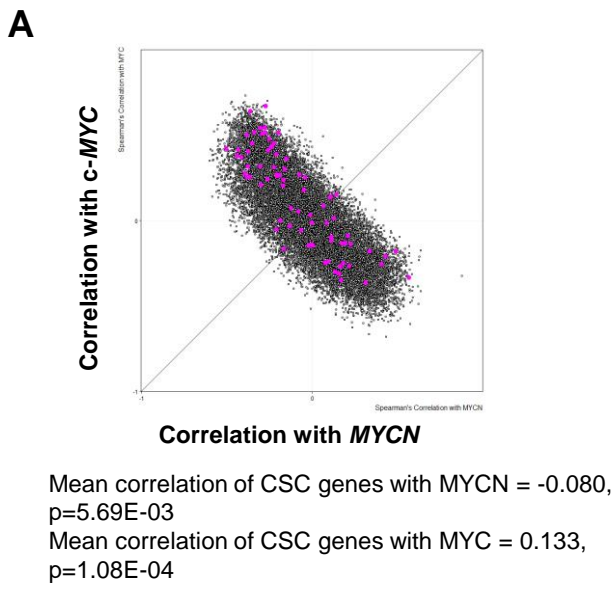 A
Spearman's Correlation with MYC
Correlation with c-MYC
0
-1
-1
0
Spearman's Correlation with MYCN
Correlation with MYCN
Mean correlation of CSC genes with MYCN = -0.080,
p=5.69E-03
Mean correlation of CSC genes with MYC = 0.133,
p=1.08E-04